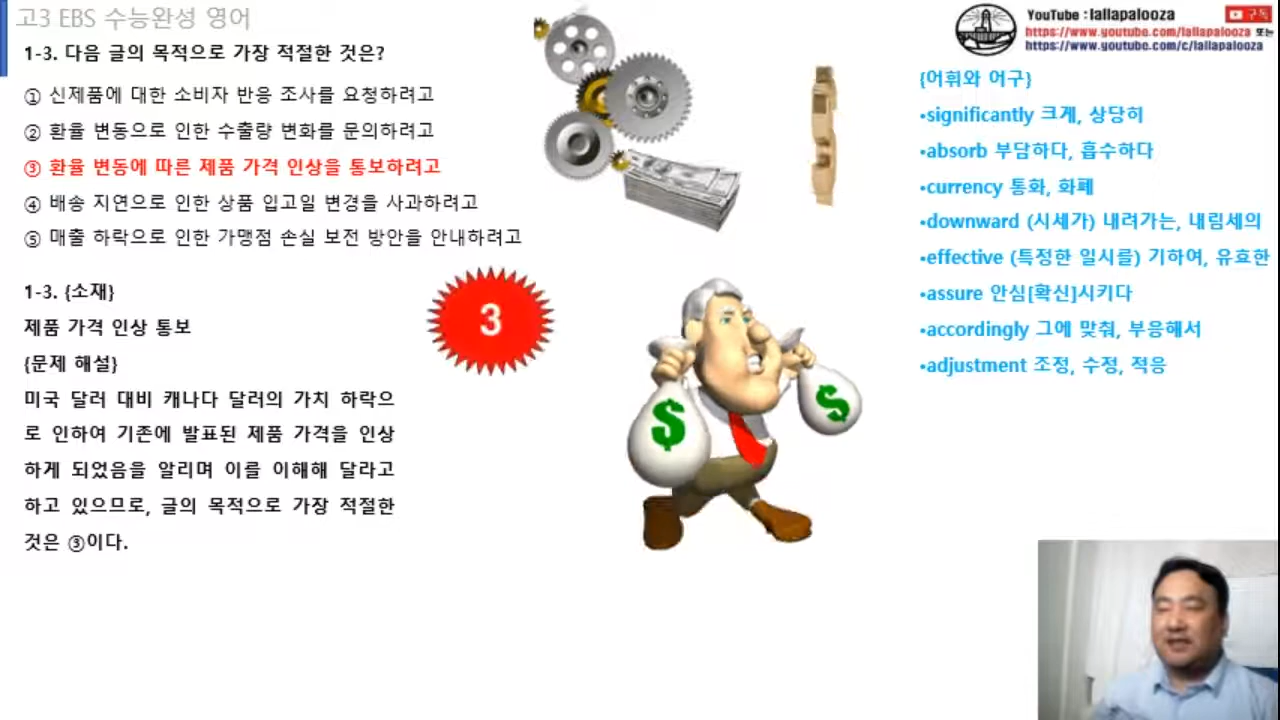 고3 EBS 수능완성 영어
1-3. 다음 글의 목적으로 가장 적절한 것은?
① 신제품에 대한 소비자 반응 조사를 요청하려고
② 환율 변동으로 인한 수출량 변화를 문의하려고
③ 환율 변동에 따른 제품 가격 인상을 통보하려고
④ 배송 지연으로 인한 상품 입고일 변경을 사과하려고
⑤ 매출 하락으로 인한 가맹점 손실 보전 방안을 안내하려고
1-3. {소재}
제품 가격 인상 통보
{문제 해설}
미국 달러 대비 캐나다 달러의 가치 하락으
로 인하여 기존에 발표된 제품 가격을 인상
하게 되었음을 알리며 이를 이해해 달라고
하고 있으므로, 글의 목적으로 가장 적절한
것은 ③이다.
3
$
$
YouTube : lallapalooza
구독
https://www.youtube.com/lallapalooza 또는
https://www.youtube.com/c/lallapalooza
{어휘와 어구}
•significantly 크게, 상당히
•absorb 부담하다, 흡수하다
•currency 통화, 화폐
•downward (시세가) 내려가는, 내림세의
•effective (특정한 일시를) 기하여, 유효한
•assure 안심[확신]시키다
•accordingly 그에 맞춰, 부응해서
•adjustment 조정, 수정, 적응